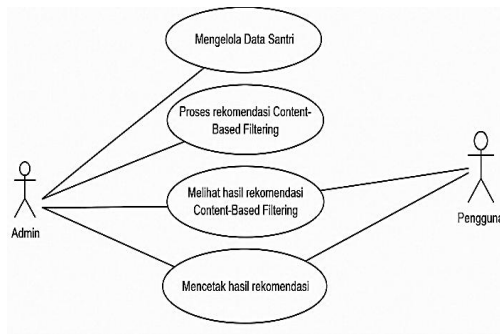 Mengelola Data Santri
Proses rekomendasi Content-
Based Filtering
Melihat hasil rekomendasi
Content-Based Filtering
Admin
Pengguna
Mencetak hasil rekomendasi